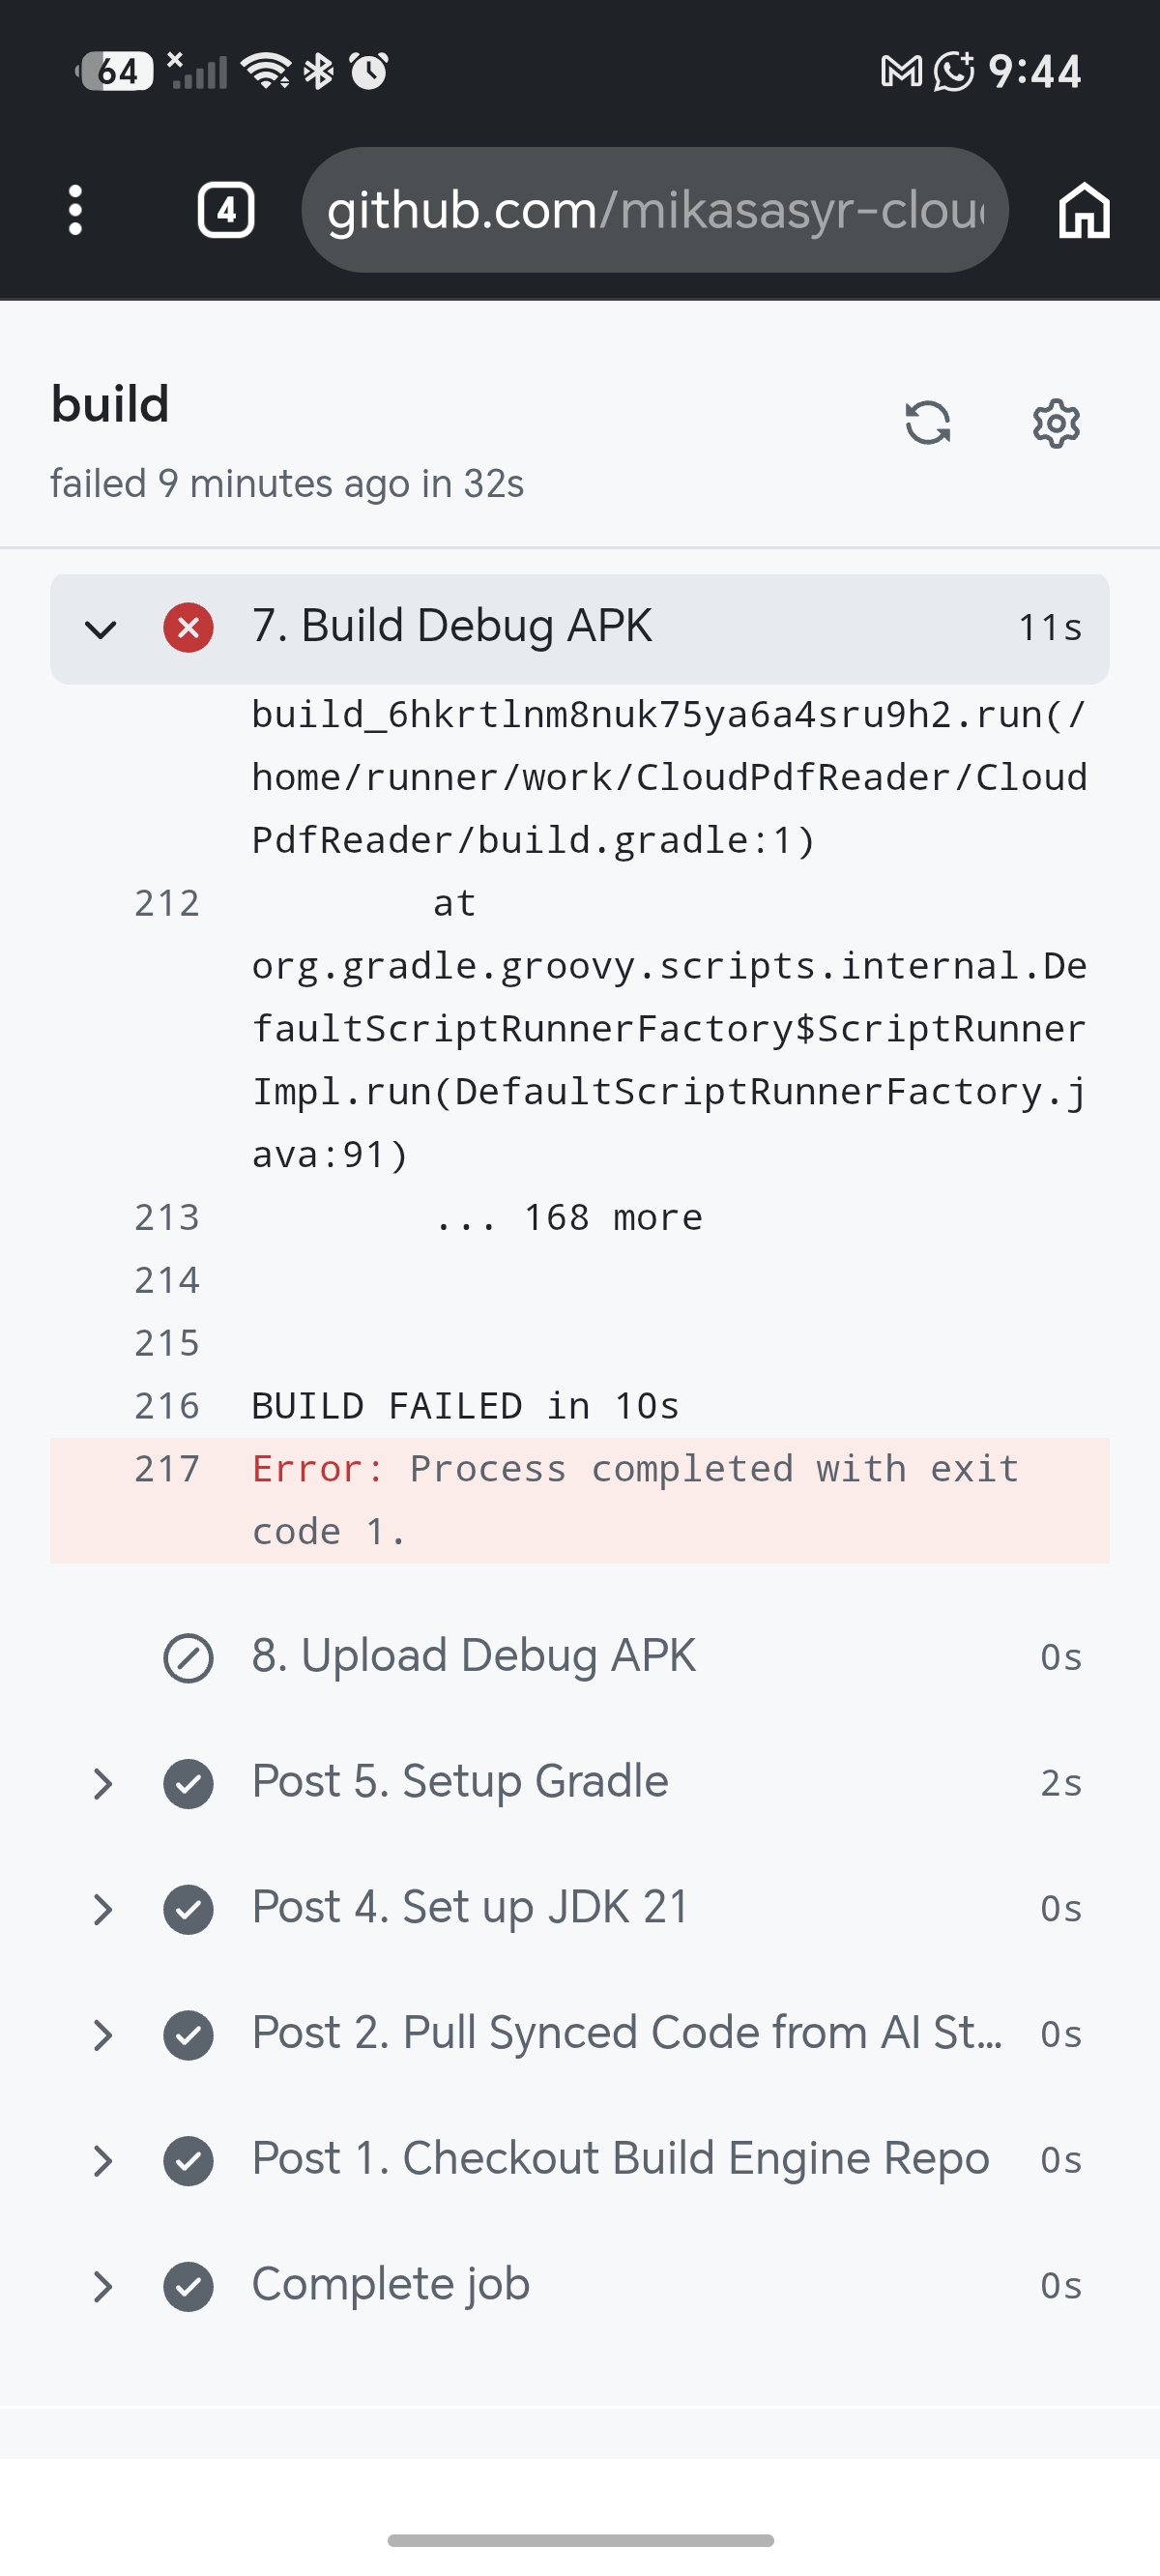 64
9:44
4
github.com/mikasasyr-clou
build
failed 9 minutes ago in 32s
7. Build Debug APK 11s
build_6hkrtlnm8nuk75ya6a4sru9h2.run(/
home/runner/work/CloudPdfReader/Cloud
PdfReader/build.gradle:1)
212 at
org.gradle.groovy.scripts.internal.De
faultScriptRunnerFactory$ScriptRunner
Impl.run(DefaultScriptRunnerFactory.j
ava:91)
213 ... 168 more
214
215
216 BUILD FAILED in 10s
217 Error: Process completed with exit
code 1.
8. Upload Debug APK 0s
Post 5. Setup Gradle 2s
Post 4. Set up JDK 21 0s
Post 2. Pull Synced Code from AI St... 0s
Post 1. Checkout Build Engine Repo 0s
Complete job 0s